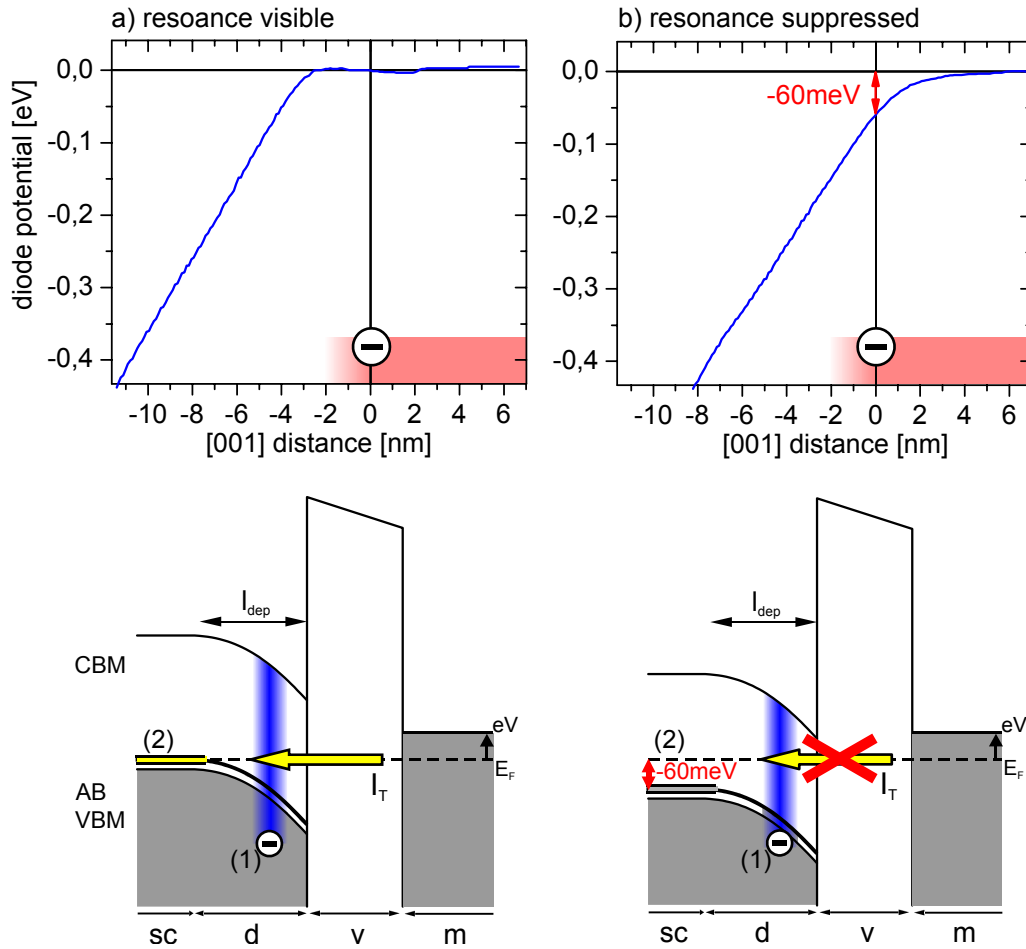 a) resoance visible
b) resonance suppressed
diode potential [eV]
0,0
-0,1
-0,2
-0,3
-0,4
-10 -8 -6 -4 -2 0 2 4 6
[001] distance [nm]
0,0
-0,1
-0,2
-0,3
-0,4
-60meV
-10 -8 -6 -4 -2 0 2 4 6
[001] distance [nm]
l_dep
CBM
(2)
AB
VBM
(1)
I_T
eV
E_F
sc d v m
l_dep
(2)
-60meV
(1)
I_T
eV
E_F
sc d v m